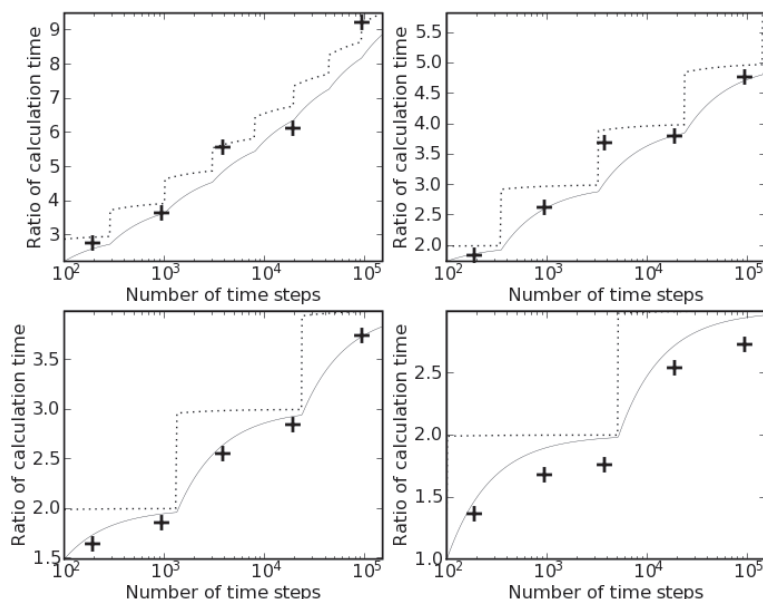 Ratio of calculation time
9
8
7
6
5
4
3
10^2 10^3 10^4 10^5
Number of time steps
Ratio of calculation time
5.5
5.0
4.5
4.0
3.5
3.0
2.5
2.0
10^2 10^3 10^4 10^5
Number of time steps
Ratio of calculation time
3.5
3.0
2.5
2.0
1.5
10^2 10^3 10^4 10^5
Number of time steps
Ratio of calculation time
2.5
2.0
1.5
1.0
10^2 10^3 10^4 10^5
Number of time steps